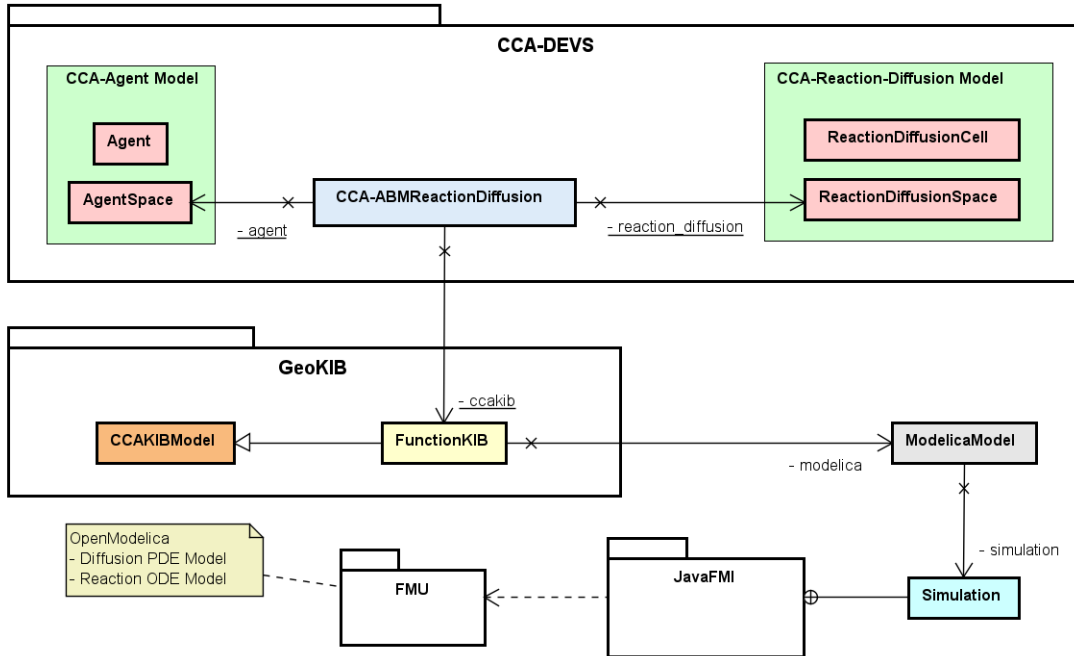 CCA-DEVS
CCA-Agent Model
Agent
AgentSpace
CCA-Reaction-Diffusion Model
ReactionDiffusionCell
ReactionDiffusionSpace
CCA-ABMReactionDiffusion
- agent
- reaction_diffusion
GeoKIB
- ccakib
CCAKIBModel
FunctionKIB
ModelicaModel
- modelica
- simulation
OpenModelica
- Diffusion PDE Model
- Reaction ODE Model
FMU
JavaFMI
Simulation